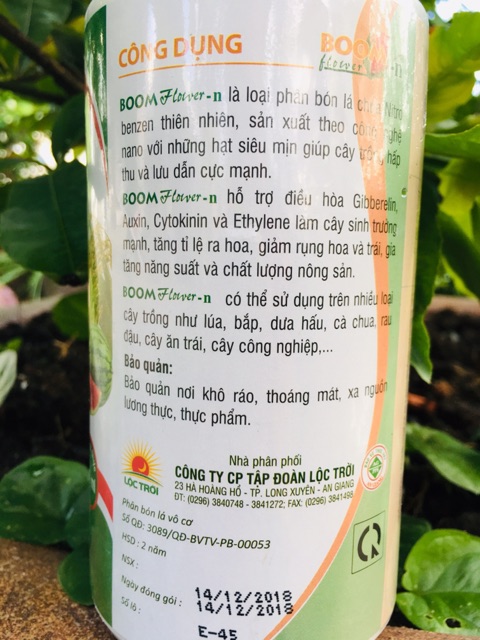 CÔNG DỤNG
BOOM
flower-n
BOOM Flower-n là loại phân bón lá chứa Nitro
benzen thiên nhiên, sản xuất theo công nghệ
nano với những hạt siêu mịn giúp cây trồng hấp
thu và lưu dẫn cực mạnh.
BOOM Flower-n hỗ trợ điều hòa Gibberelin,
Auxin, Cytokinin và Ethylene làm cây sinh trưởng
mạnh, tăng tỉ lệ ra hoa, giảm rụng hoa và trái, gia
tăng năng suất và chất lượng nông sản.
BOOM Flower-n có thể sử dụng trên nhiều loại
cây trồng như lúa, bắp, dưa hấu, cà chua, rau
đậu, cây ăn trái, cây công nghiệp,...
Bảo quản:
Bảo quản nơi khô ráo, thoáng mát, xa nguồn
lương thực, thực phẩm.
Nhà phân phối
LỘC TRỜI
CÔNG TY CP TẬP ĐOÀN LỘC TRỜI
23 HÀ HOÀNG HỔ - TP. LONG XUYÊN - AN GIANG
ĐT: (0296) 3840748 - 3841272; FAX: (0296) 3841498
Phân bón lá vô cơ
Số QĐ: 3089/QĐ-BVTV-PB-00053
HSD : 2 năm
NSX :
14/12/2018
Ngày đóng gói : 14/12/2018
Số lô :
E-45